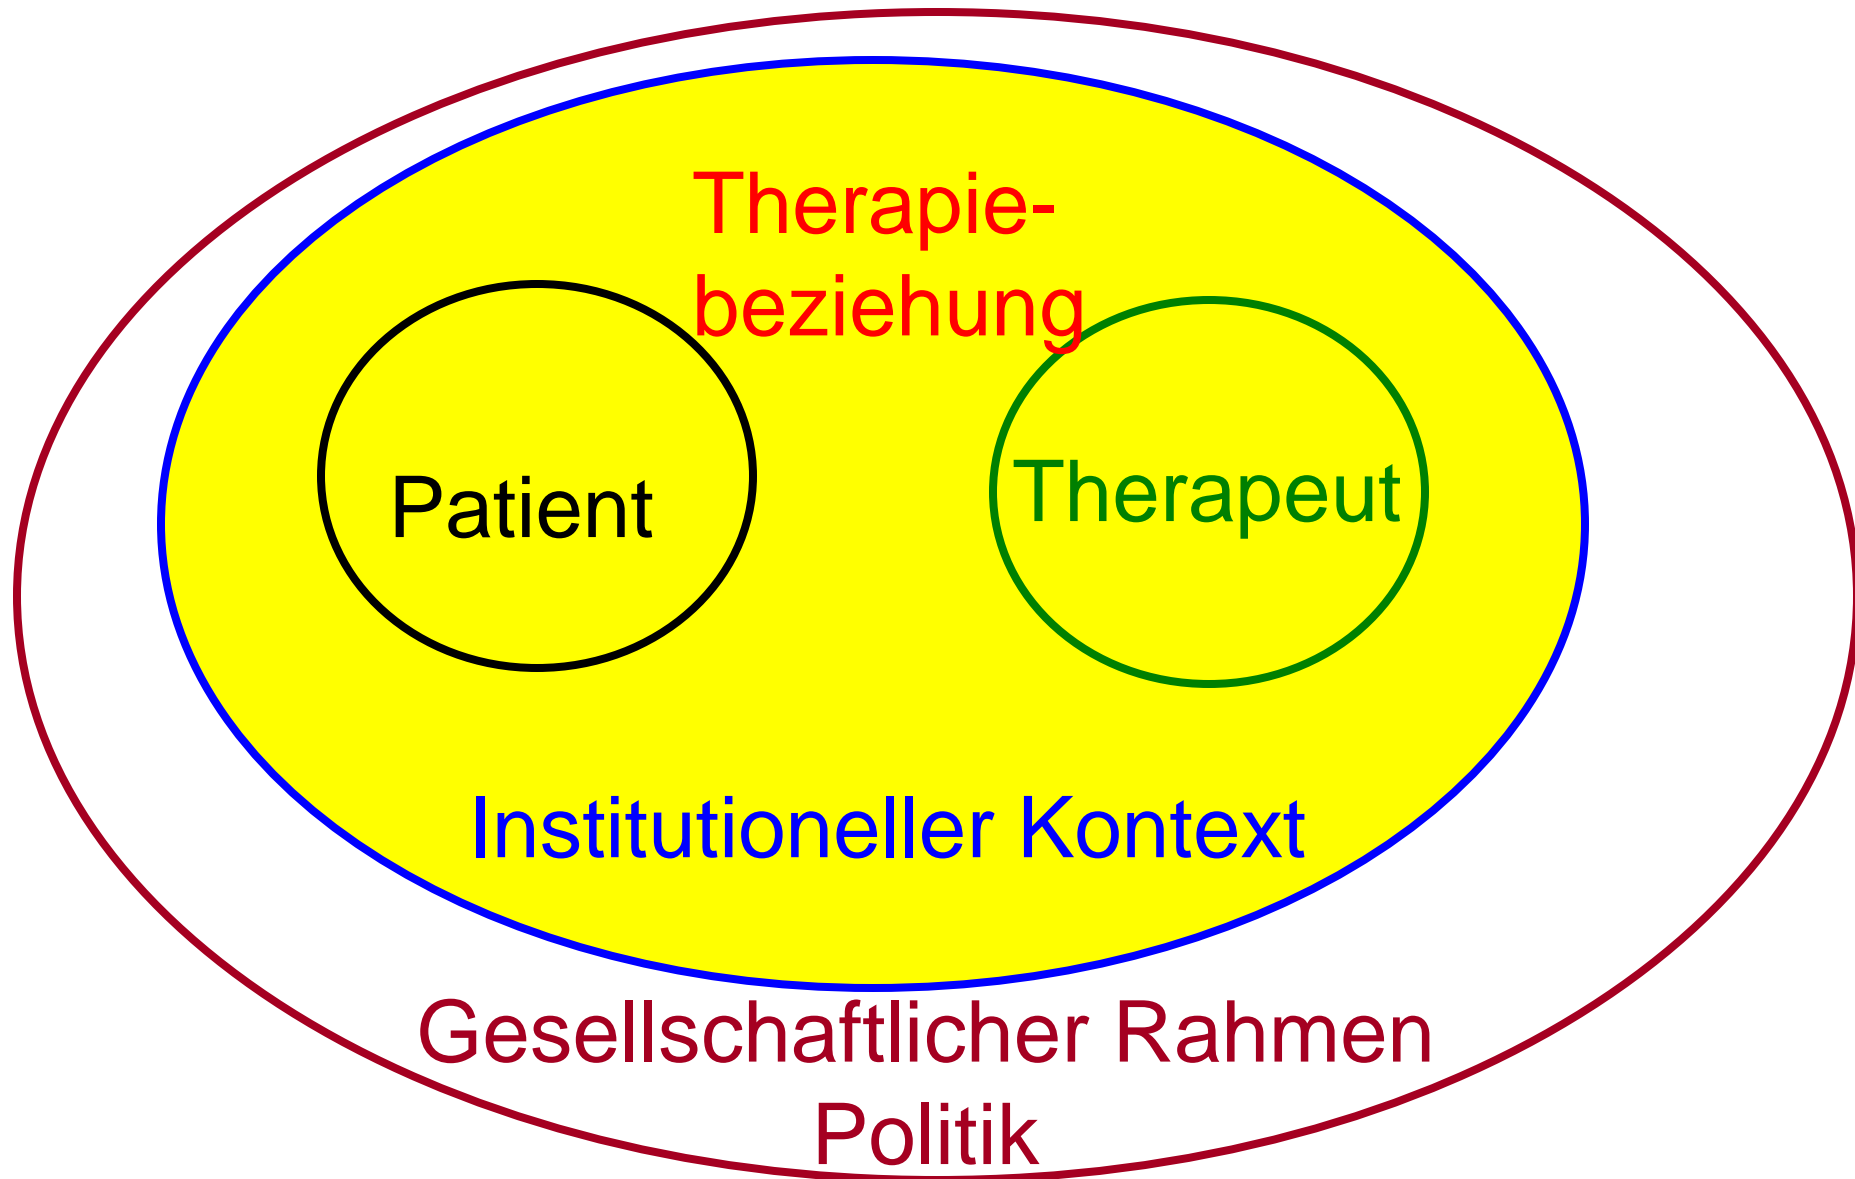 Therapie-
beziehung
Patient
Therapeut
Institutioneller Kontext
Gesellschaftlicher Rahmen
Politik